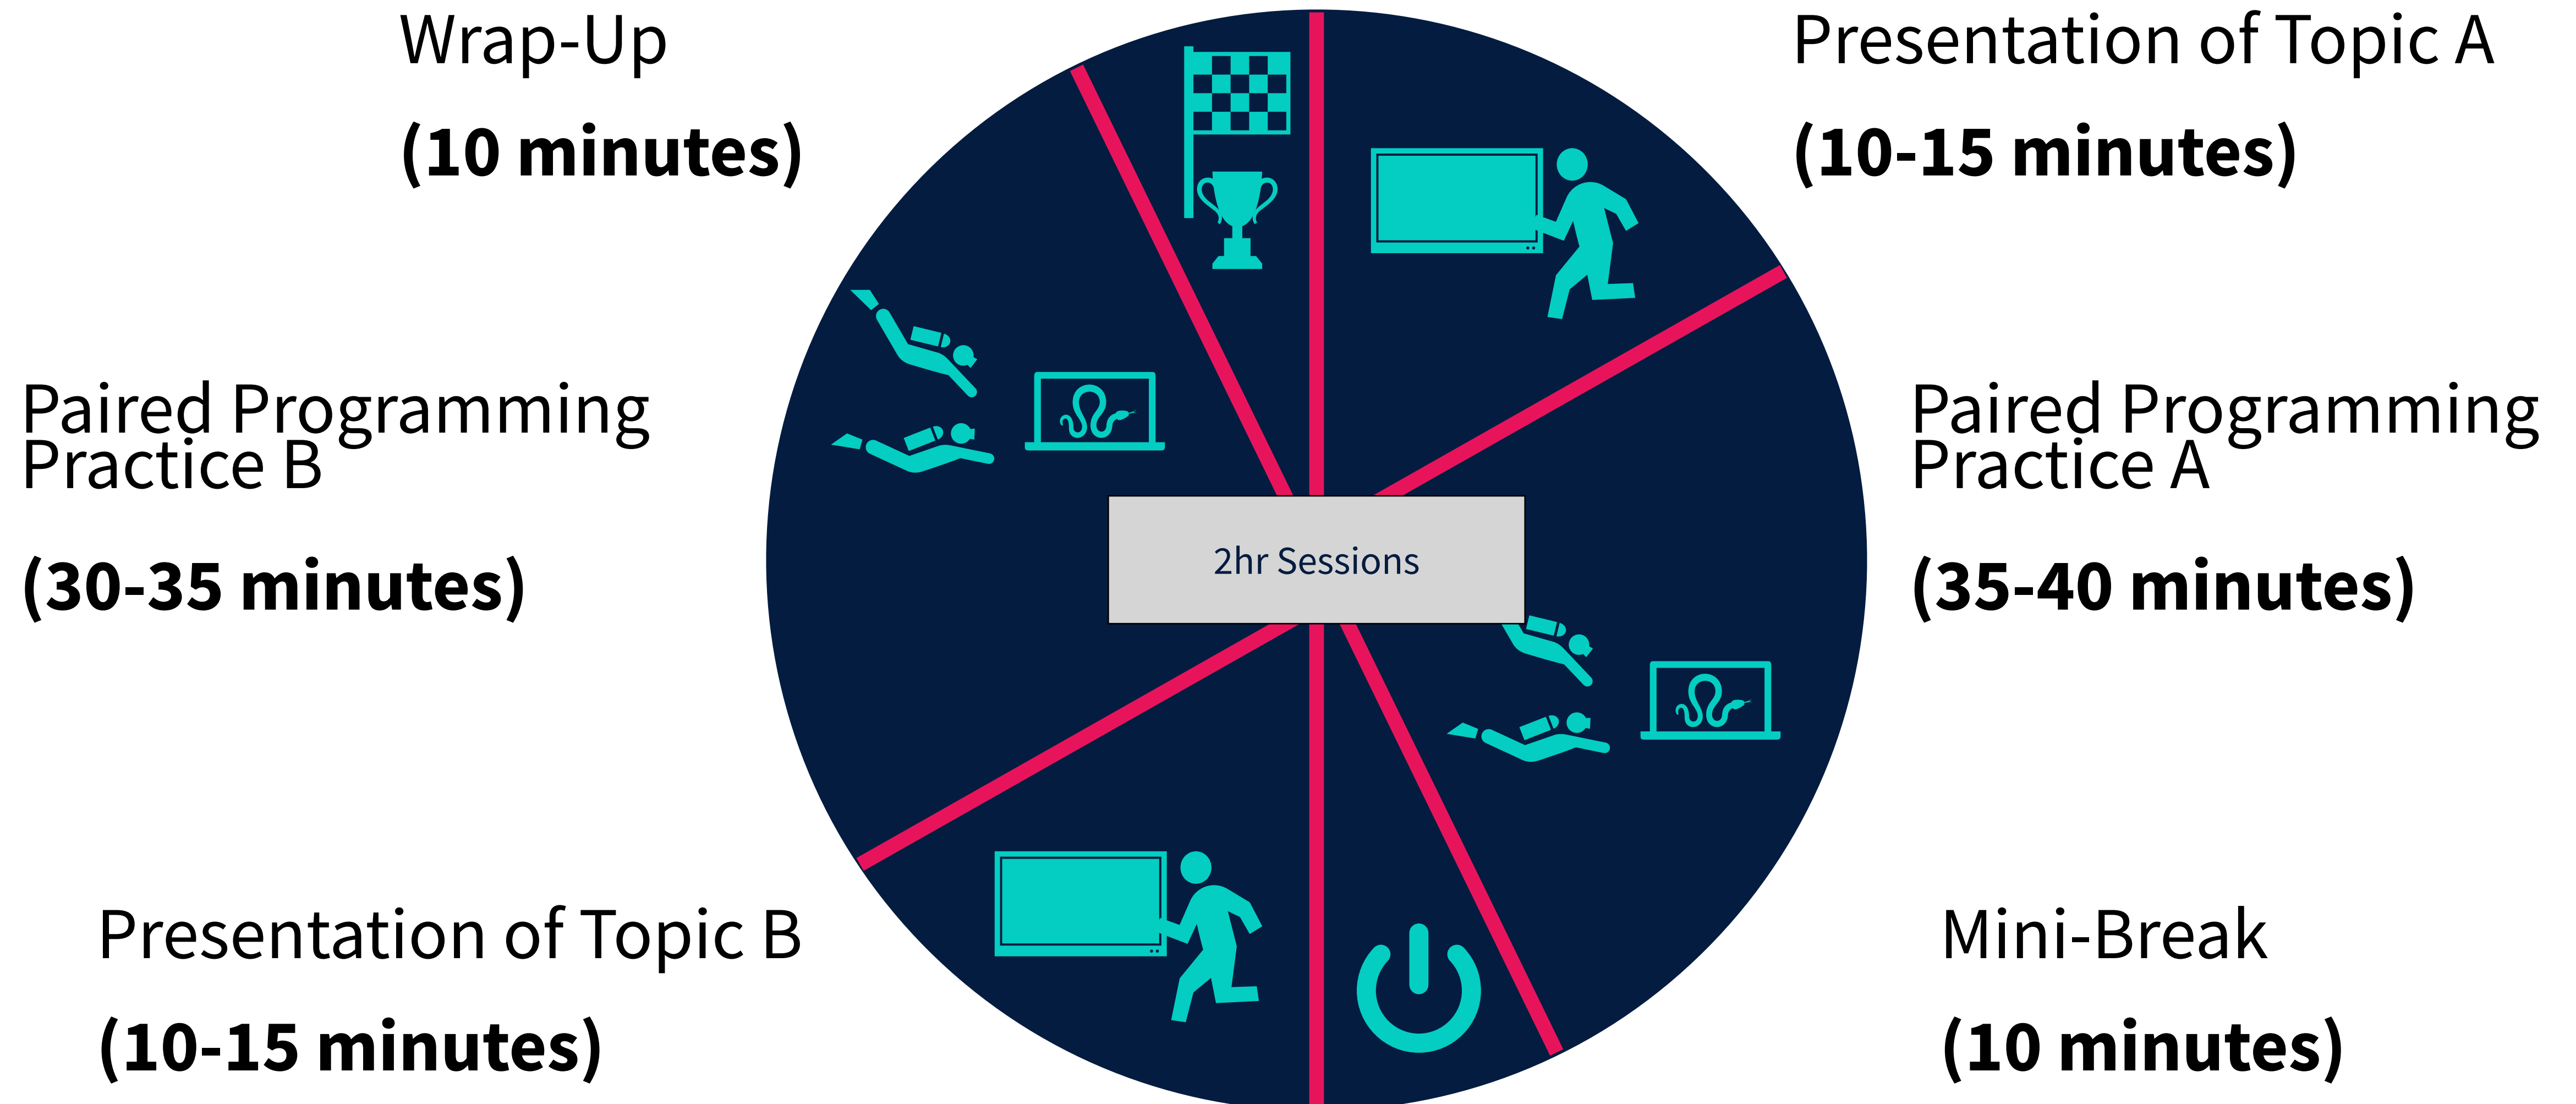 Wrap-Up
(10 minutes)
Presentation of Topic A
(10-15 minutes)
Paired Programming
Practice B
(30-35 minutes)
2hr Sessions
Paired Programming
Practice A
(35-40 minutes)
Presentation of Topic B
(10-15 minutes)
Mini-Break
(10 minutes)